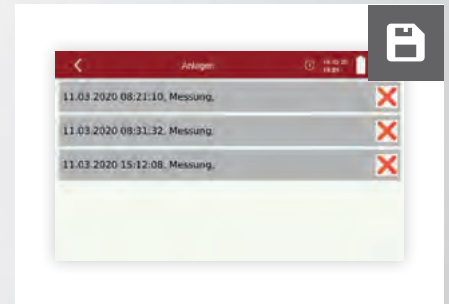 Anlagen
11.03.2020 08:21:10, Messung,
11.03.2020 08:31:32, Messung,
11.03.2020 15:12:08, Messung,